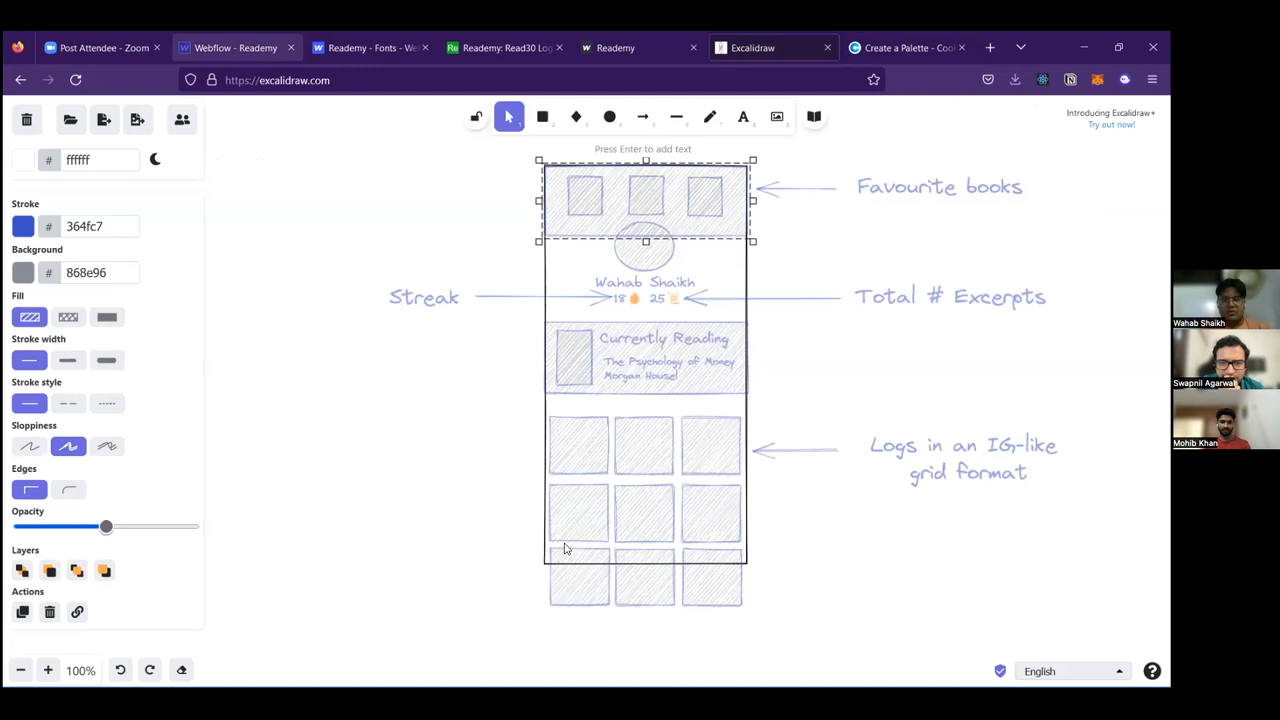 Post Attendee - Zoom
Webflow - Reademy
Reademy - Fonts - We
Reademy: Read30 Log
Reademy
Excalidraw
Create a Palette - Coo
https://excalidraw.com
Introducing Excalidraw+
Try out now!
# ffffff
Press Enter to add text
Stroke
# 364fc7
Background
# 868e96
Fill
Stroke width
Stroke style
Sloppiness
Edges
Opacity
Layers
Actions
Favourite books
Wahab Shaikh
Streak
18 🔥 25 📜
Total # Excerpts
Currently Reading
The Psychology of Money
Morgan Housel
Logs in an IG-like
grid format
100%
English
Wahab Shaikh
Swapnil Agarwal
Mohib Khan